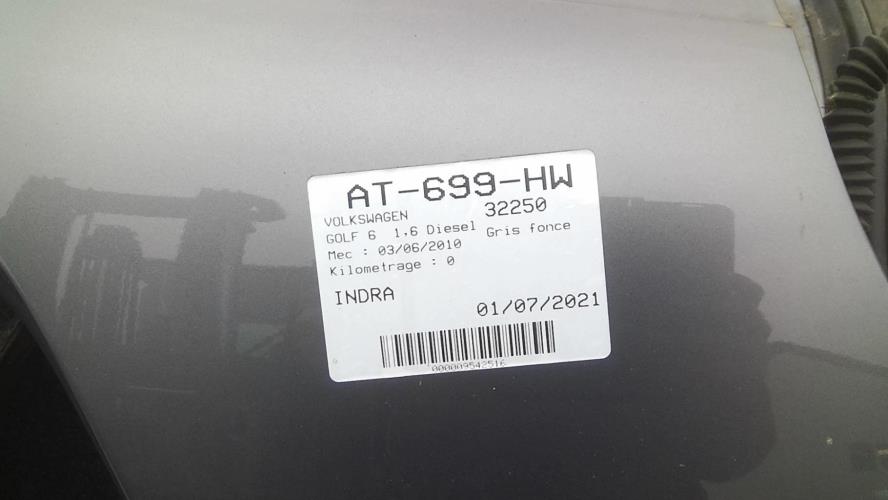 AT-699-HW
VOLKSWAGEN 32250
GOLF 6 1.6 Diesel Gris fonce
Mec : 03/06/2010
Kilometrage : 0
INDRA 01/07/2021
000009542516